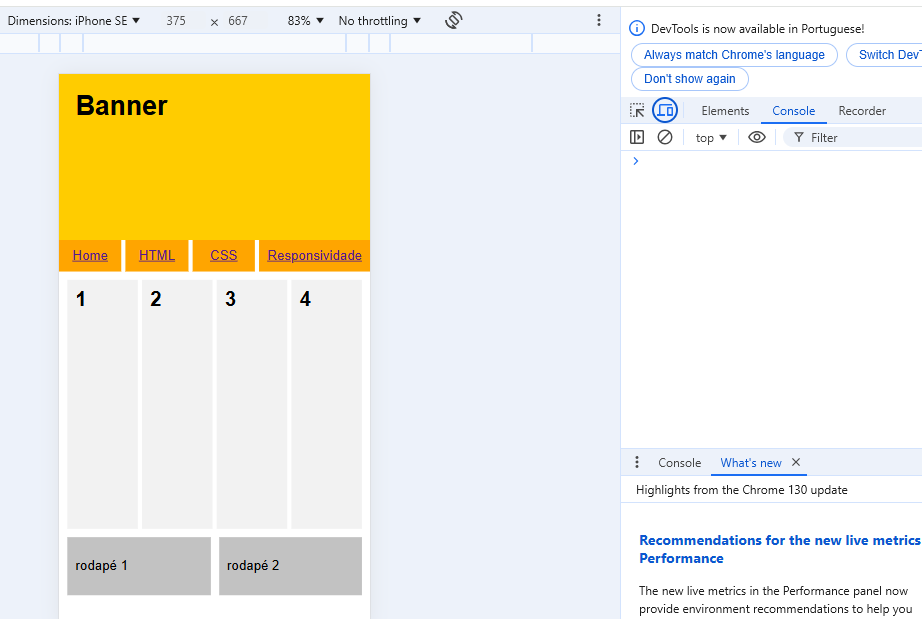 Dimensions: iPhone SE 375 × 667 83% No throttling
DevTools is now available in Portuguese!
Always match Chrome's language Switch DevT
Don't show again
Elements Console Recorder
top Filter
Banner
Home HTML CSS Responsividade
1 2 3 4
rodapé 1 rodapé 2
Console What's new
Highlights from the Chrome 130 update
Recommendations for the new live metrics
Performance
The new live metrics in the Performance panel now
provide environment recommendations to help you